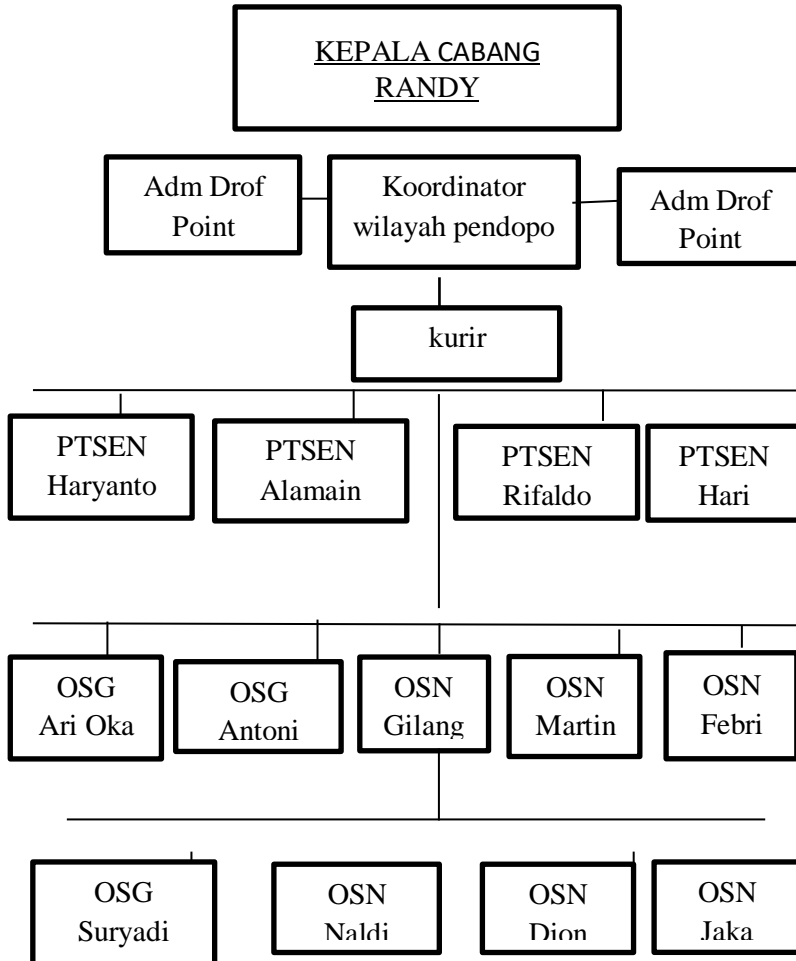 KEPALA CABANG
RANDY
Adm Drof
Point
Koordinator
wilayah pendopo
Adm Drof
Point
kurir
PTSEN
Haryanto
PTSEN
Alamain
PTSEN
Rifaldo
PTSEN
Hari
OSG
Ari Oka
OSG
Antoni
OSN
Gilang
OSN
Martin
OSN
Febri
OSG
Suryadi
OSN
Naldi
OSN
Dion
OSN
Jaka